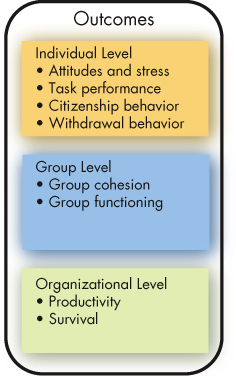 Outcomes
Individual Level
• Attitudes and stress
• Task performance
• Citizenship behavior
• Withdrawal behavior
Group Level
• Group cohesion
• Group functioning
Organizational Level
• Productivity
• Survival